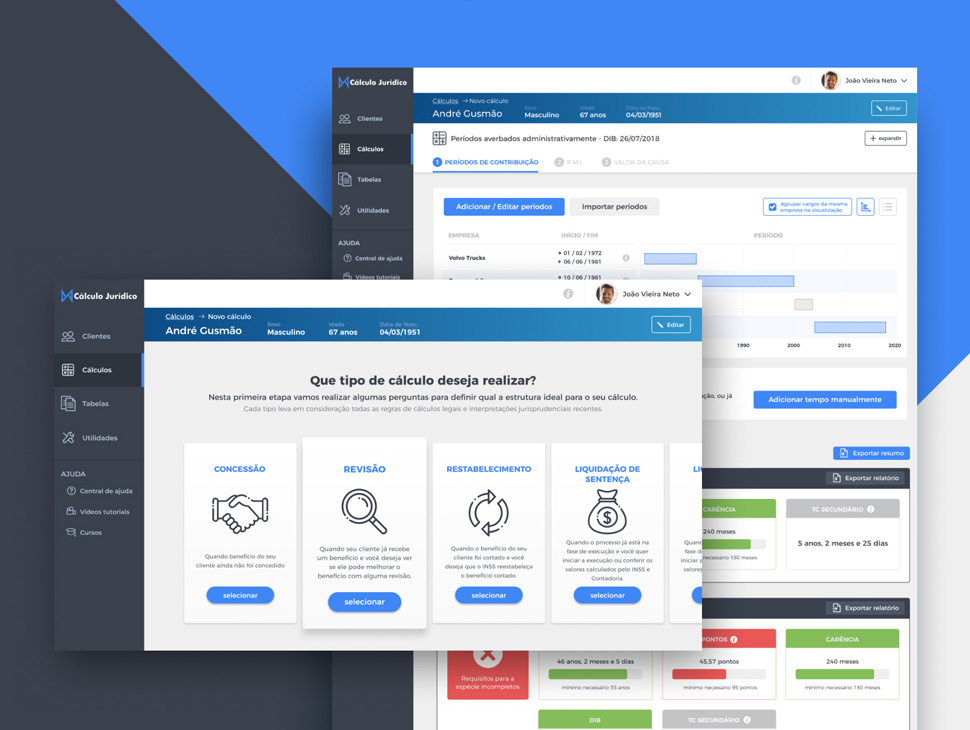 Cálculo Jurídico
João Vieira Neto
Clientes
Cálculos
Tabelas
Utilidades
AJUDA
Central de ajuda
Vídeos tutoriais
Cálculos → Novo cálculo
André Gusmão
Sexo
Masculino
Idade
67 anos
Data de Nasc.
04/03/1951
Editar
Períodos averbados administrativamente - DIB: 26/07/2018
+ expandir
1 PERÍODOS DE CONTRIBUIÇÃO
2 R.M.I.
3 VALOR DA CAUSA
Adicionar / Editar períodos
Importar períodos
Agrupar cargos da mesma
empresa na visualização
EMPRESA
INÍCIO / FIM
PERÍODO
Volvo Trucks
+ 01 / 02 / 1972
+ 06 / 06 / 1981
+ 10 / 06 / 1981
1990
2000
2010
2020
ou já
Adicionar tempo manualmente
Exportar resumo
Exportar relatório
CARÊNCIA
240 meses
necessário 180 meses
TC SECUNDÁRIO
5 anos, 2 meses e 25 dias
Exportar relatório
Requisitos para a
espécie incompletos
46 anos, 2 meses e 5 dias
mínimo necessário 35 anos
PONTOS
45,57 pontos
mínimo necessário 95 pontos
CARÊNCIA
240 meses
mínimo necessário 180 meses
DIB
TC SECUNDÁRIO
Cálculo Jurídico
João Vieira Neto
Clientes
Cálculos
Tabelas
Utilidades
AJUDA
Central de ajuda
Vídeos tutoriais
Cursos
Cálculos → Novo cálculo
André Gusmão
Sexo
Masculino
Idade
67 anos
Data de Nasc.
04/03/1951
Editar
Que tipo de cálculo deseja realizar?
Nesta primeira etapa vamos realizar algumas perguntas para definir qual a estrutura ideal para o seu cálculo.
Cada tipo leva em consideração todas as regras de cálculos legais e interpretações jurisprudenciais recentes.
CONCESSÃO
Quando benefício do seu
cliente ainda não foi concedido
selecionar
REVISÃO
Quando seu cliente já recebe
um benefício e você deseja ver
se ele pode melhorar o
benefício com alguma revisão.
selecionar
RESTABELECIMENTO
Quando o benefício do seu
cliente foi cortado e você
deseja que o INSS reestabeleça
o benefício cortado.
selecionar
LIQUIDAÇÃO DE
SENTENÇA
Quando o processo já está na
fase de execução e você quer
iniciar a execução ou conferir os
valores calculados pelo INSS e
Contadoria.
selecionar